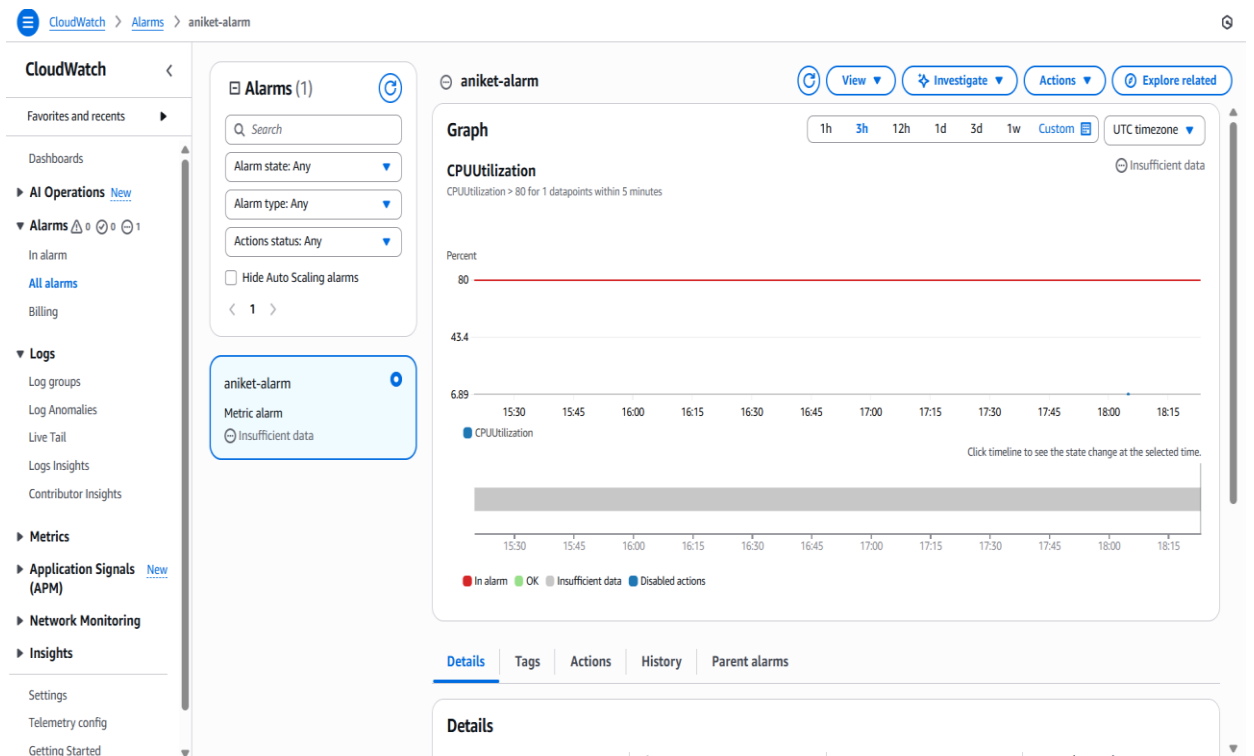 CloudWatch > Alarms > aniket-alarm
CloudWatch
Favorites and recents
Dashboards
AI Operations New
Alarms 0 0 1
In alarm
All alarms
Billing
Logs
Log groups
Log Anomalies
Live Tail
Logs Insights
Contributor Insights
Metrics
Application Signals New
(APM)
Network Monitoring
Insights
Settings
Telemetry config
Getting Started
Alarms (1)
Search
Alarm state: Any
Alarm type: Any
Actions status: Any
Hide Auto Scaling alarms
1
aniket-alarm
Metric alarm
Insufficient data
aniket-alarm
View Investigate Actions Explore related
Graph
1h 3h 12h 1d 3d 1w Custom UTC timezone
CPUUtilization
Insufficient data
CPUUtilization > 80 for 1 datapoints within 5 minutes
Percent
80
43.4
6.89
15:30 15:45 16:00 16:15 16:30 16:45 17:00 17:15 17:30 17:45 18:00 18:15
CPUUtilization
Click timeline to see the state change at the selected time.
15:30 15:45 16:00 16:15 16:30 16:45 17:00 17:15 17:30 17:45 18:00 18:15
In alarm OK Insufficient data Disabled actions
Details Tags Actions History Parent alarms
Details